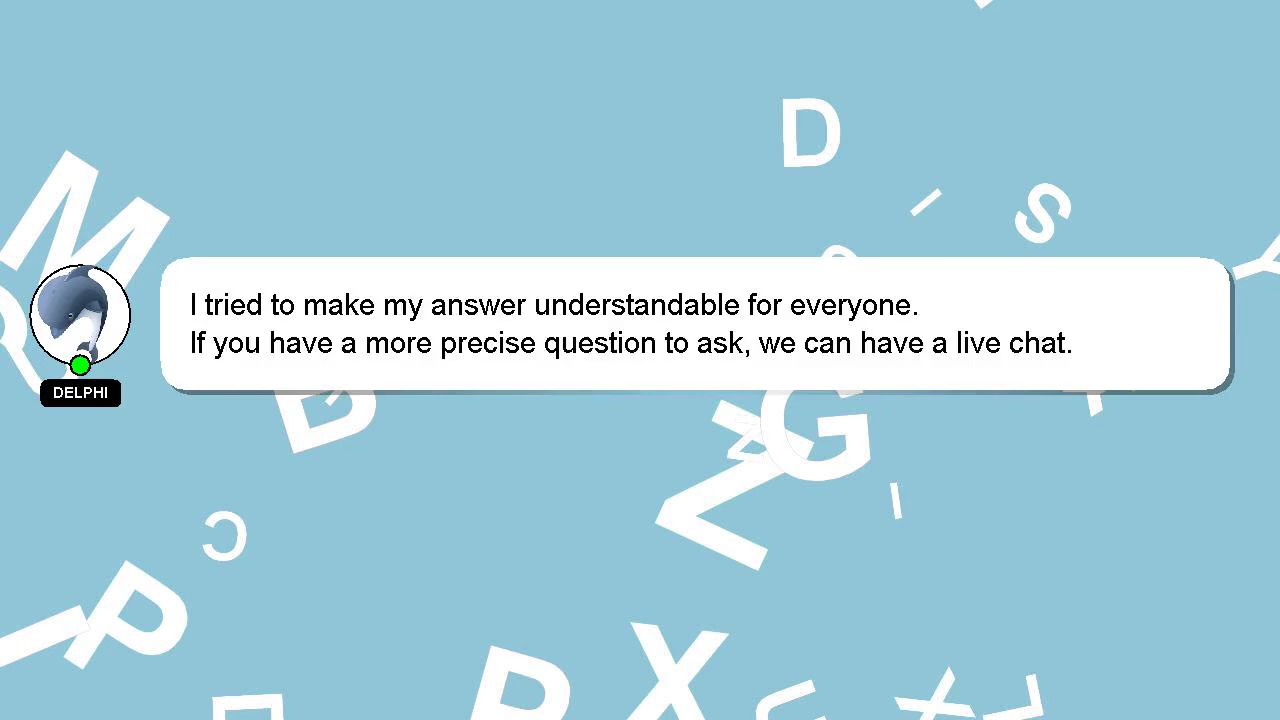 I tried to make my answer understandable for everyone.
If you have a more precise question to ask, we can have a live chat.
DELPHI